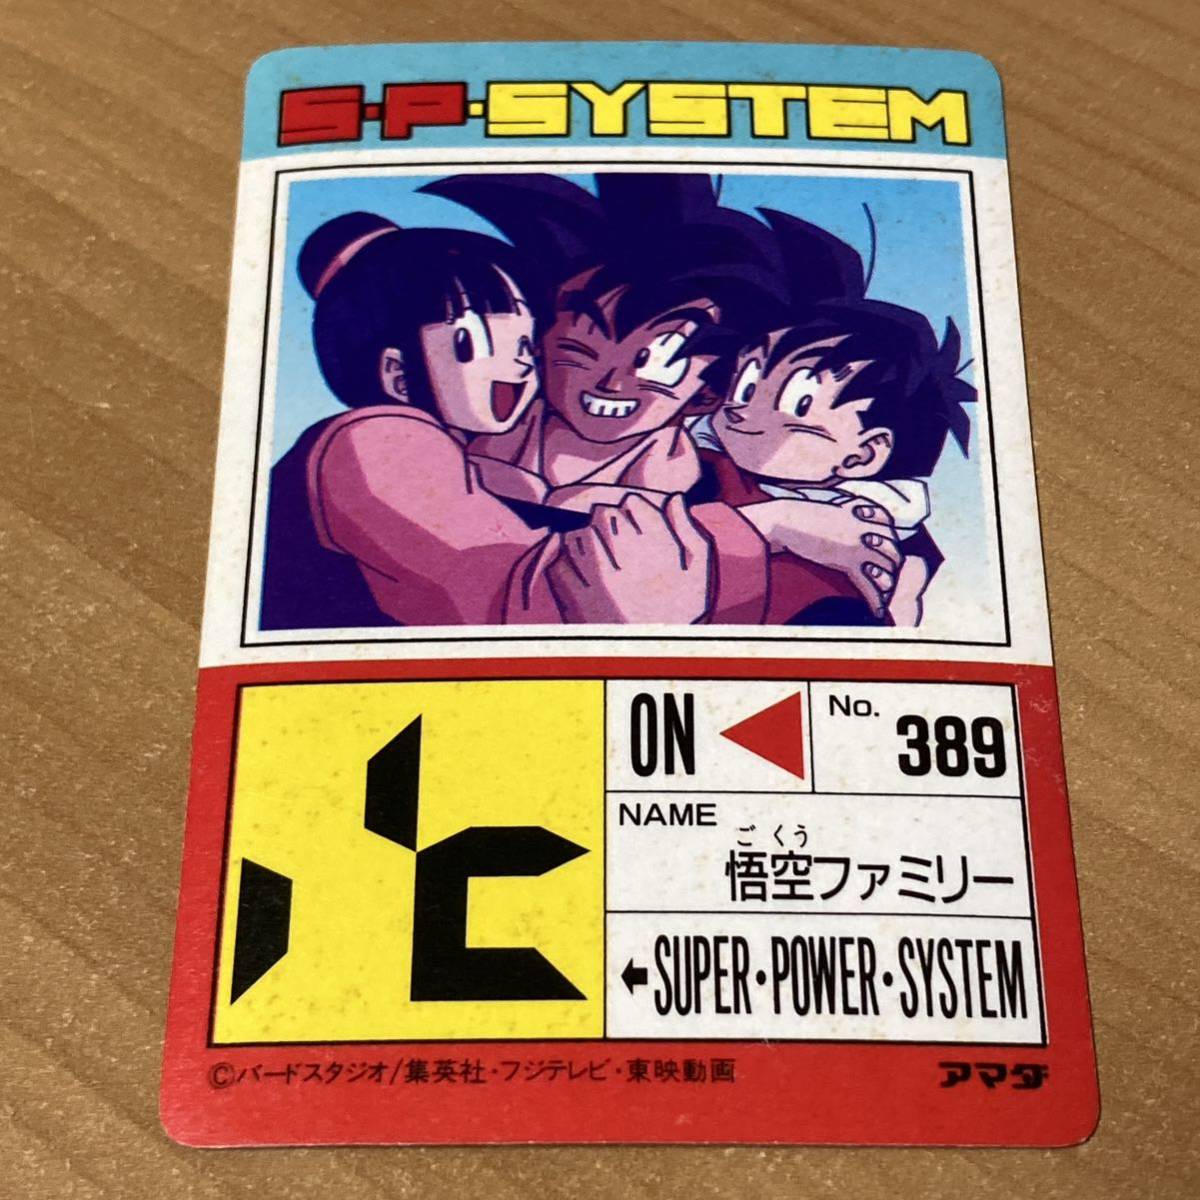 S・P・SYSTEM
ON
No. 389
NAME
ごくう
悟空ファミリー
←SUPER・POWER・SYSTEM
©バードスタジオ/集英社・フジテレビ・東映動画
アマダ